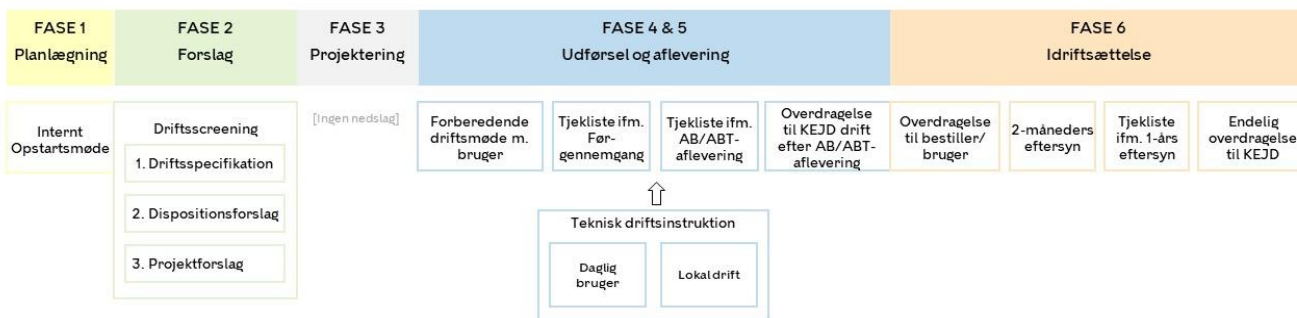 FASE 1
Planlægning
FASE 2
Forslag
FASE 3
Projektering
FASE 4 & 5
Udførsel og aflevering
FASE 6
Idriftsættelse
Internt
Opstartsmøde
Driftsscreening
1. Driftsspecifikation
2. Dispositionsforslag
3. Projektforslag
[Ingen nedslag]
Forberedende
driftsmøde m.
bruger
Tjekliste ifm.
Før-
gennemgang
Tjekliste ifm.
AB/ABT-
aflevering
Overdragelse
til KEJD drift
efter AB/ABT-
aflevering
Overdragelse
til bestiller/
bruger
2-måneders
eftersyn
Tjekliste
ifm. 1-års
eftersyn
Endelig
overdragelse
til KEJD
Teknisk driftsinstruktion
Daglig
bruger
Lokal drift